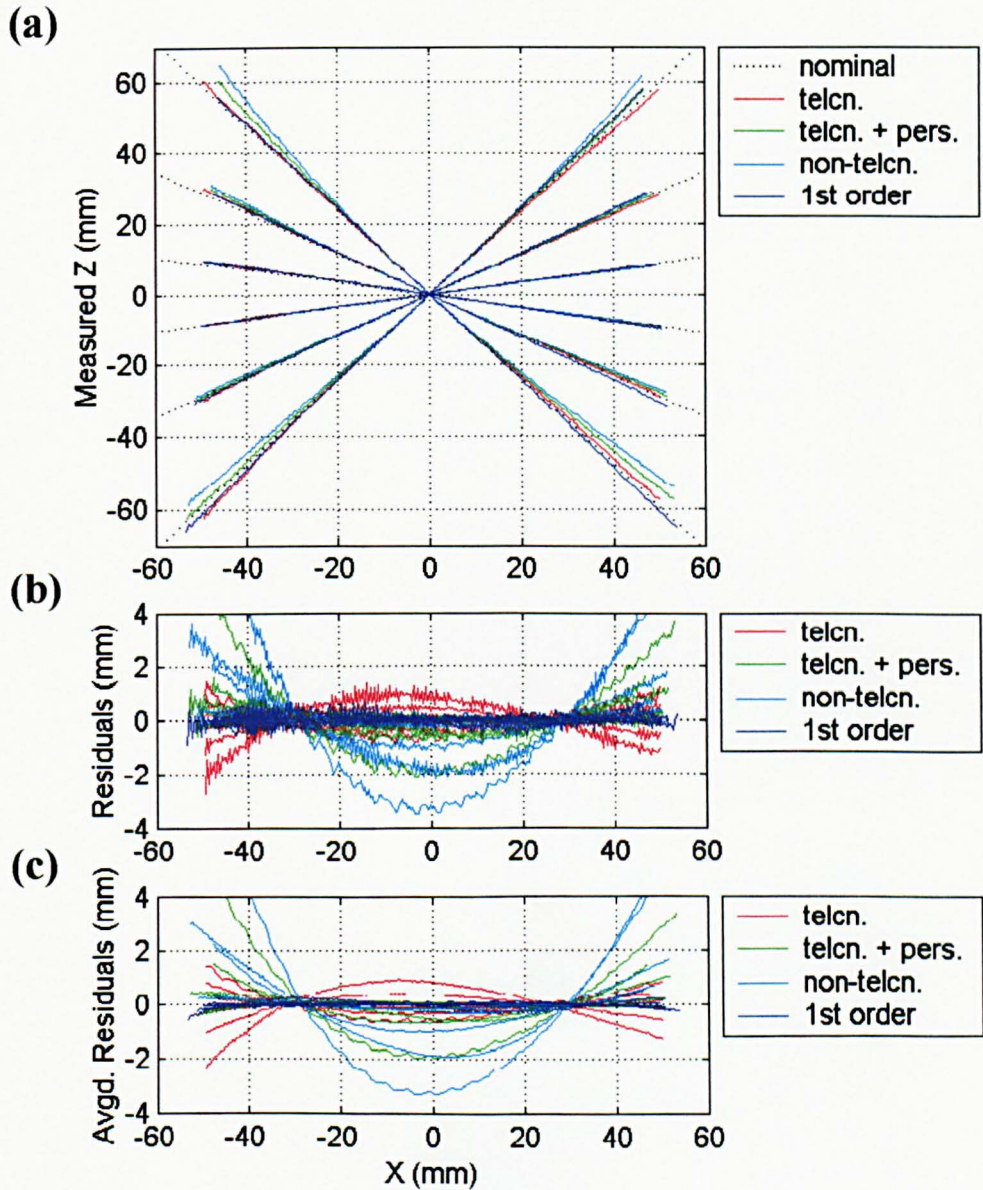 (a)
Measured Z (mm)
60
40
20
0
-20
-40
-60
-60 -40 -20 0 20 40 60
nominal
telcn.
telcn. + pers.
non-telcn.
1st order
(b)
Residuals (mm)
4
2
0
-2
-4
-60 -40 -20 0 20 40 60
telcn.
telcn. + pers.
non-telcn.
1st order
(c)
Avgd. Residuals (mm)
4
2
0
-2
-4
-60 -40 -20 0 20 40 60
X (mm)
telcn.
telcn. + pers.
non-telcn.
1st order